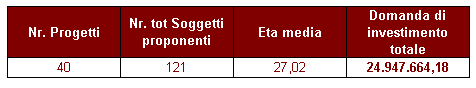 Nr. Progetti
Nr. tot Soggetti
proponenti
Eta media
Domanda di
investimento
totale
40
121
27,02
24.947.664,18